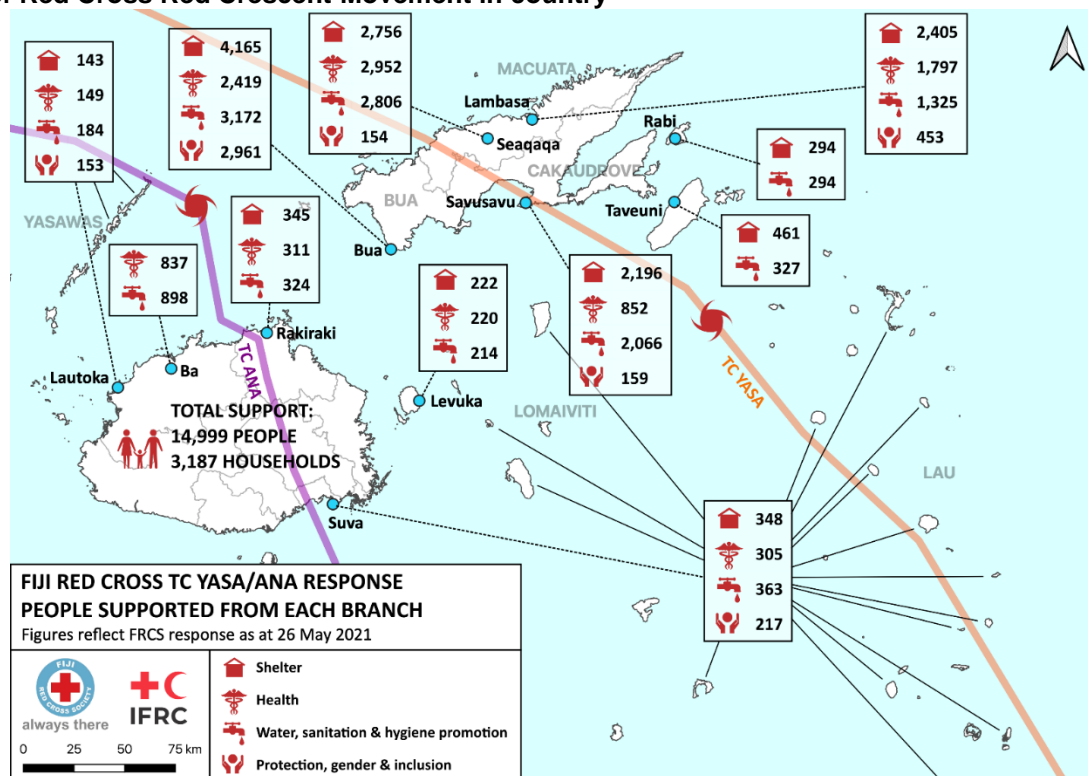 er Red Cross Red Crescent Movement in country
143
149
184
153
4,165
2,419
3,172
2,961
2,756
2,952
2,806
154
2,405
1,797
1,325
453
MACUATA
Lambasa
Seaqaqa
Rabi
294
294
CAKAUDROVE
BUA
Savusavu
Taveuni
YASAWAS
Bua
461
327
345
311
324
837
898
222
220
214
2,196
852
2,066
159
Rakiraki
TC ANA
TC YASA
Lautoka
Ba
Levuka
LOMAIVITI
TOTAL SUPPORT:
14,999 PEOPLE
3,187 HOUSEHOLDS
LAU
Suva
348
305
363
217
FIJI RED CROSS TC YASA/ANA RESPONSE
PEOPLE SUPPORTED FROM EACH BRANCH
Figures reflect FRCS response as at 26 May 2021
FIJI
RED CROSS SOCIETY
always there
IFRC
0 25 50 75 km
Shelter
Health
Water, sanitation & hygiene promotion
Protection, gender & inclusion